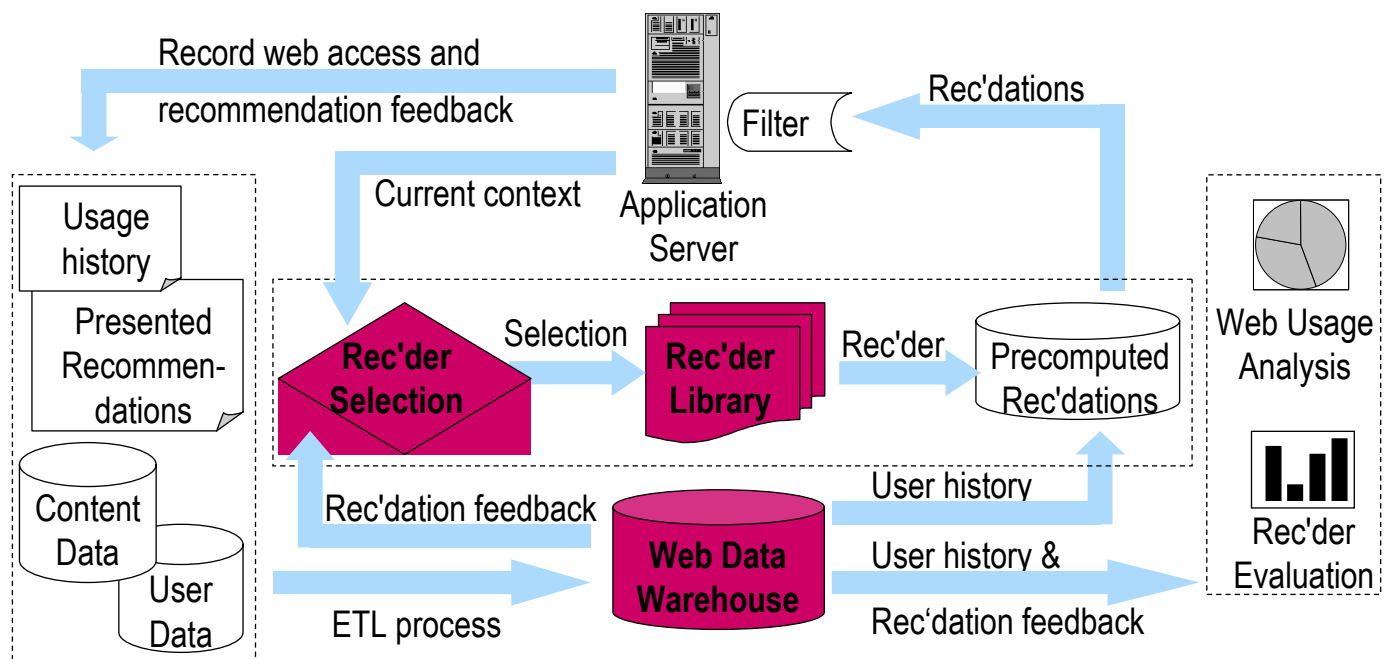 Record web access and
recommendation feedback
Rec'dations
Filter
Current context
Application
Server
Usage
history
Presented
Recommen-
dations
Content
Data
User
Data
Rec'der
Selection
Selection
Rec'der
Library
Rec'der
Precomputed
Rec'dations
Web Usage
Analysis
Rec'der
Evaluation
Rec'dation feedback
User history
Web Data
Warehouse
User history &
Rec‘dation feedback
ETL process